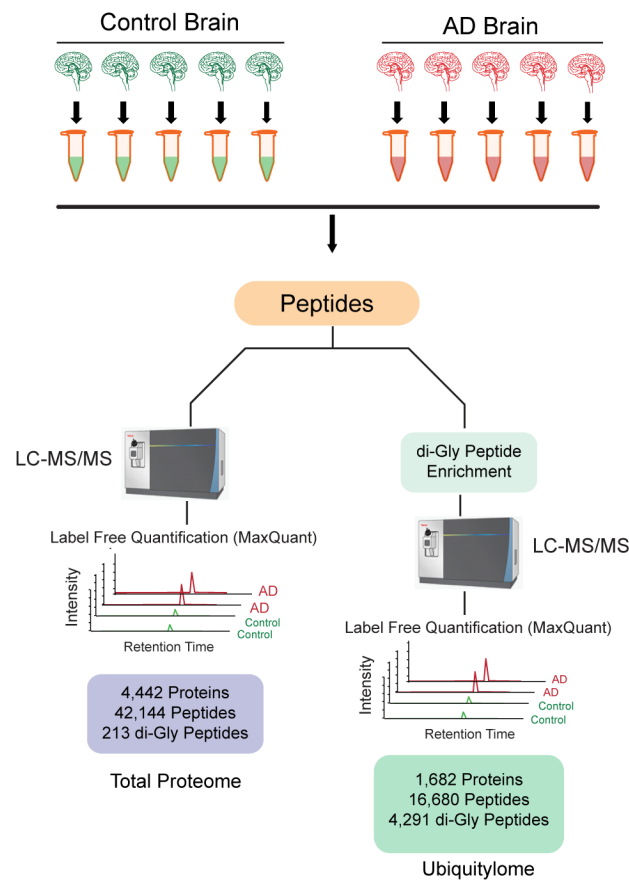 Control Brain
AD Brain
Peptides
LC-MS/MS
di-Gly Peptide
Enrichment
Label Free Quantification (MaxQuant)
Intensity
AD
AD
Control
Control
Retention Time
4,442 Proteins
42,144 Peptides
213 di-Gly Peptides
Total Proteome
LC-MS/MS
Label Free Quantification (MaxQuant)
Intensity
AD
AD
Control
Control
Retention Time
1,682 Proteins
16,680 Peptides
4,291 di-Gly Peptides
Ubiquitylome